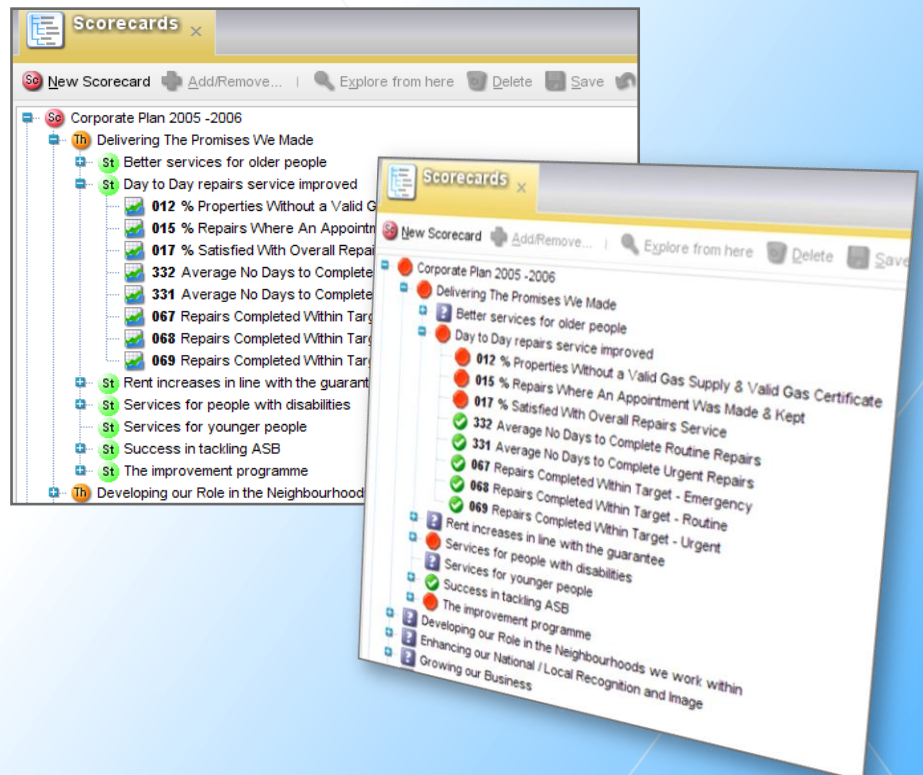 Scorecards
New Scorecard Add/Remove... Explore from here Delete Save
Sc Corporate Plan 2005 -2006
Th Delivering The Promises We Made
St Better services for older people
St Day to Day repairs service improved
012 % Properties Without a Valid G
015 % Repairs Where An Appointm
017 % Satisfied With Overall Repai
332 Average No Days to Complete
331 Average No Days to Complete
067 Repairs Completed Within Targ
068 Repairs Completed Within Targ
069 Repairs Completed Within Targ
St Rent increases in line with the guarant
St Services for people with disabilities
St Services for younger people
St Success in tackling ASB
St The improvement programme
Th Developing our Role in the Neighbourhood
Scorecards
New Scorecard Add/Remove... Explore from here Delete Save
Corporate Plan 2005 -2006
Delivering The Promises We Made
Better services for older people
Day to Day repairs service improved
012 % Properties Without a Valid Gas Supply & Valid Gas Certificate
015 % Repairs Where An Appointment Was Made & Kept
017 % Satisfied With Overall Repairs Service
332 Average No Days to Complete Routine Repairs
331 Average No Days to Complete Urgent Repairs
067 Repairs Completed Within Target - Emergency
068 Repairs Completed Within Target - Routine
069 Repairs Completed Within Target - Urgent
Rent increases in line with the guarantee
Services for people with disabilities
Services for younger people
Success in tackling ASB
The improvement programme
Developing our Role in the Neighbourhoods we work within
Enhancing our National / Local Recognition and Image
Growing our Business